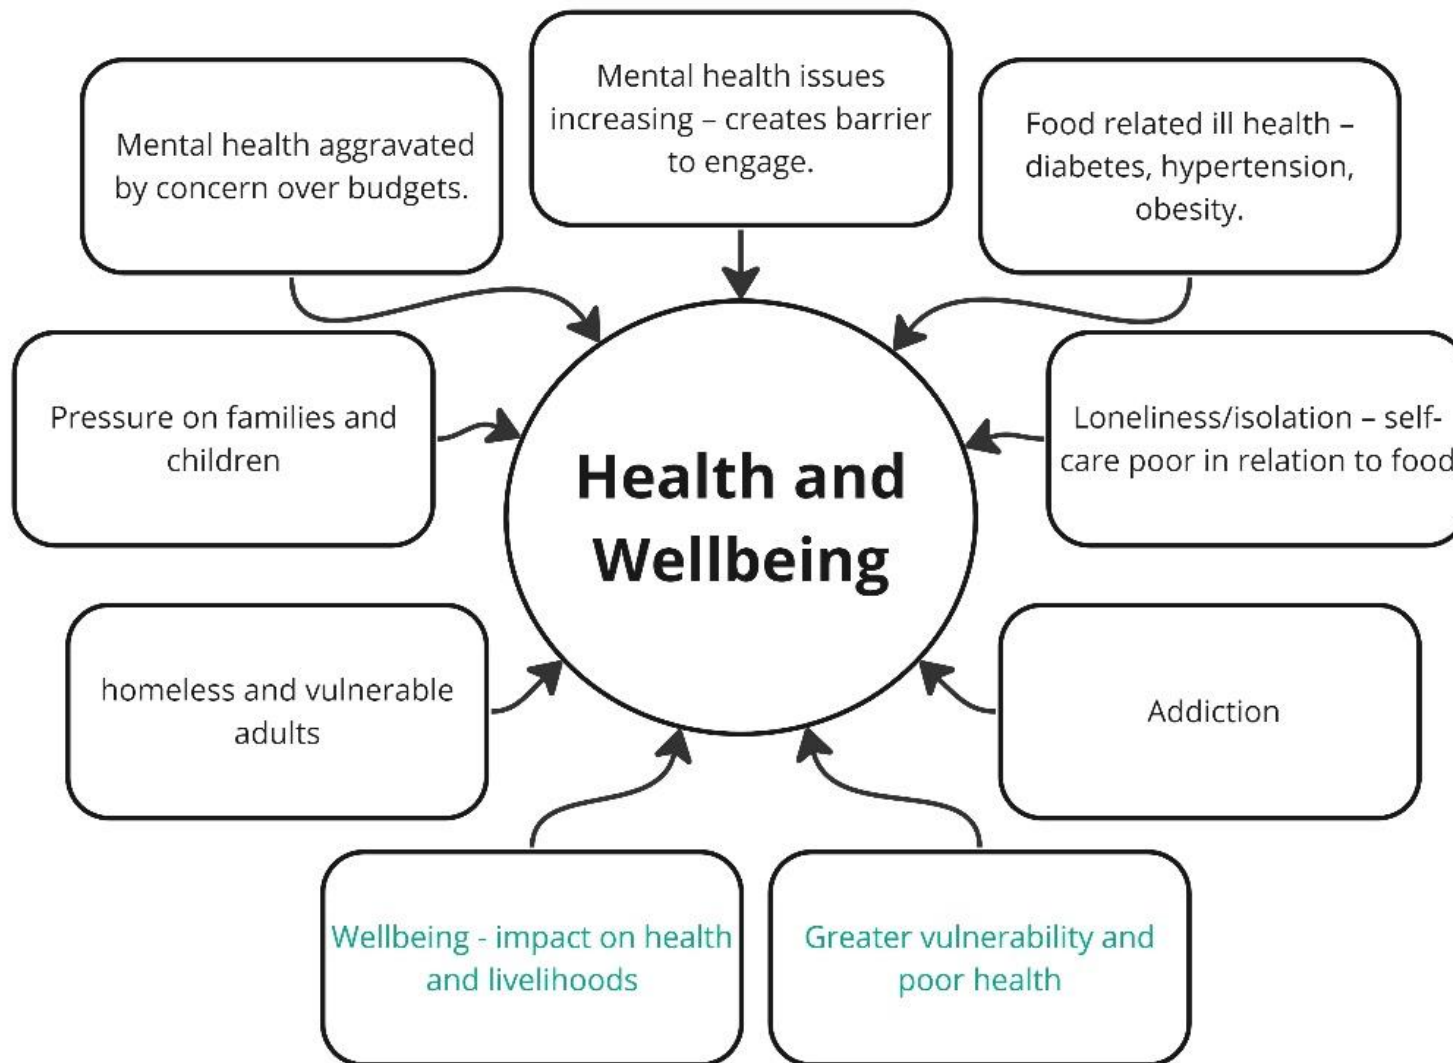 Mental health issues
increasing – creates barrier
to engage.
Mental health aggravated
by concern over budgets.
Food related ill health –
diabetes, hypertension,
obesity.
Pressure on families and
children
Health and
Wellbeing
Loneliness/isolation – self-
care poor in relation to food
homeless and vulnerable
adults
Addiction
Wellbeing - impact on health
and livelihoods
Greater vulnerability and
poor health